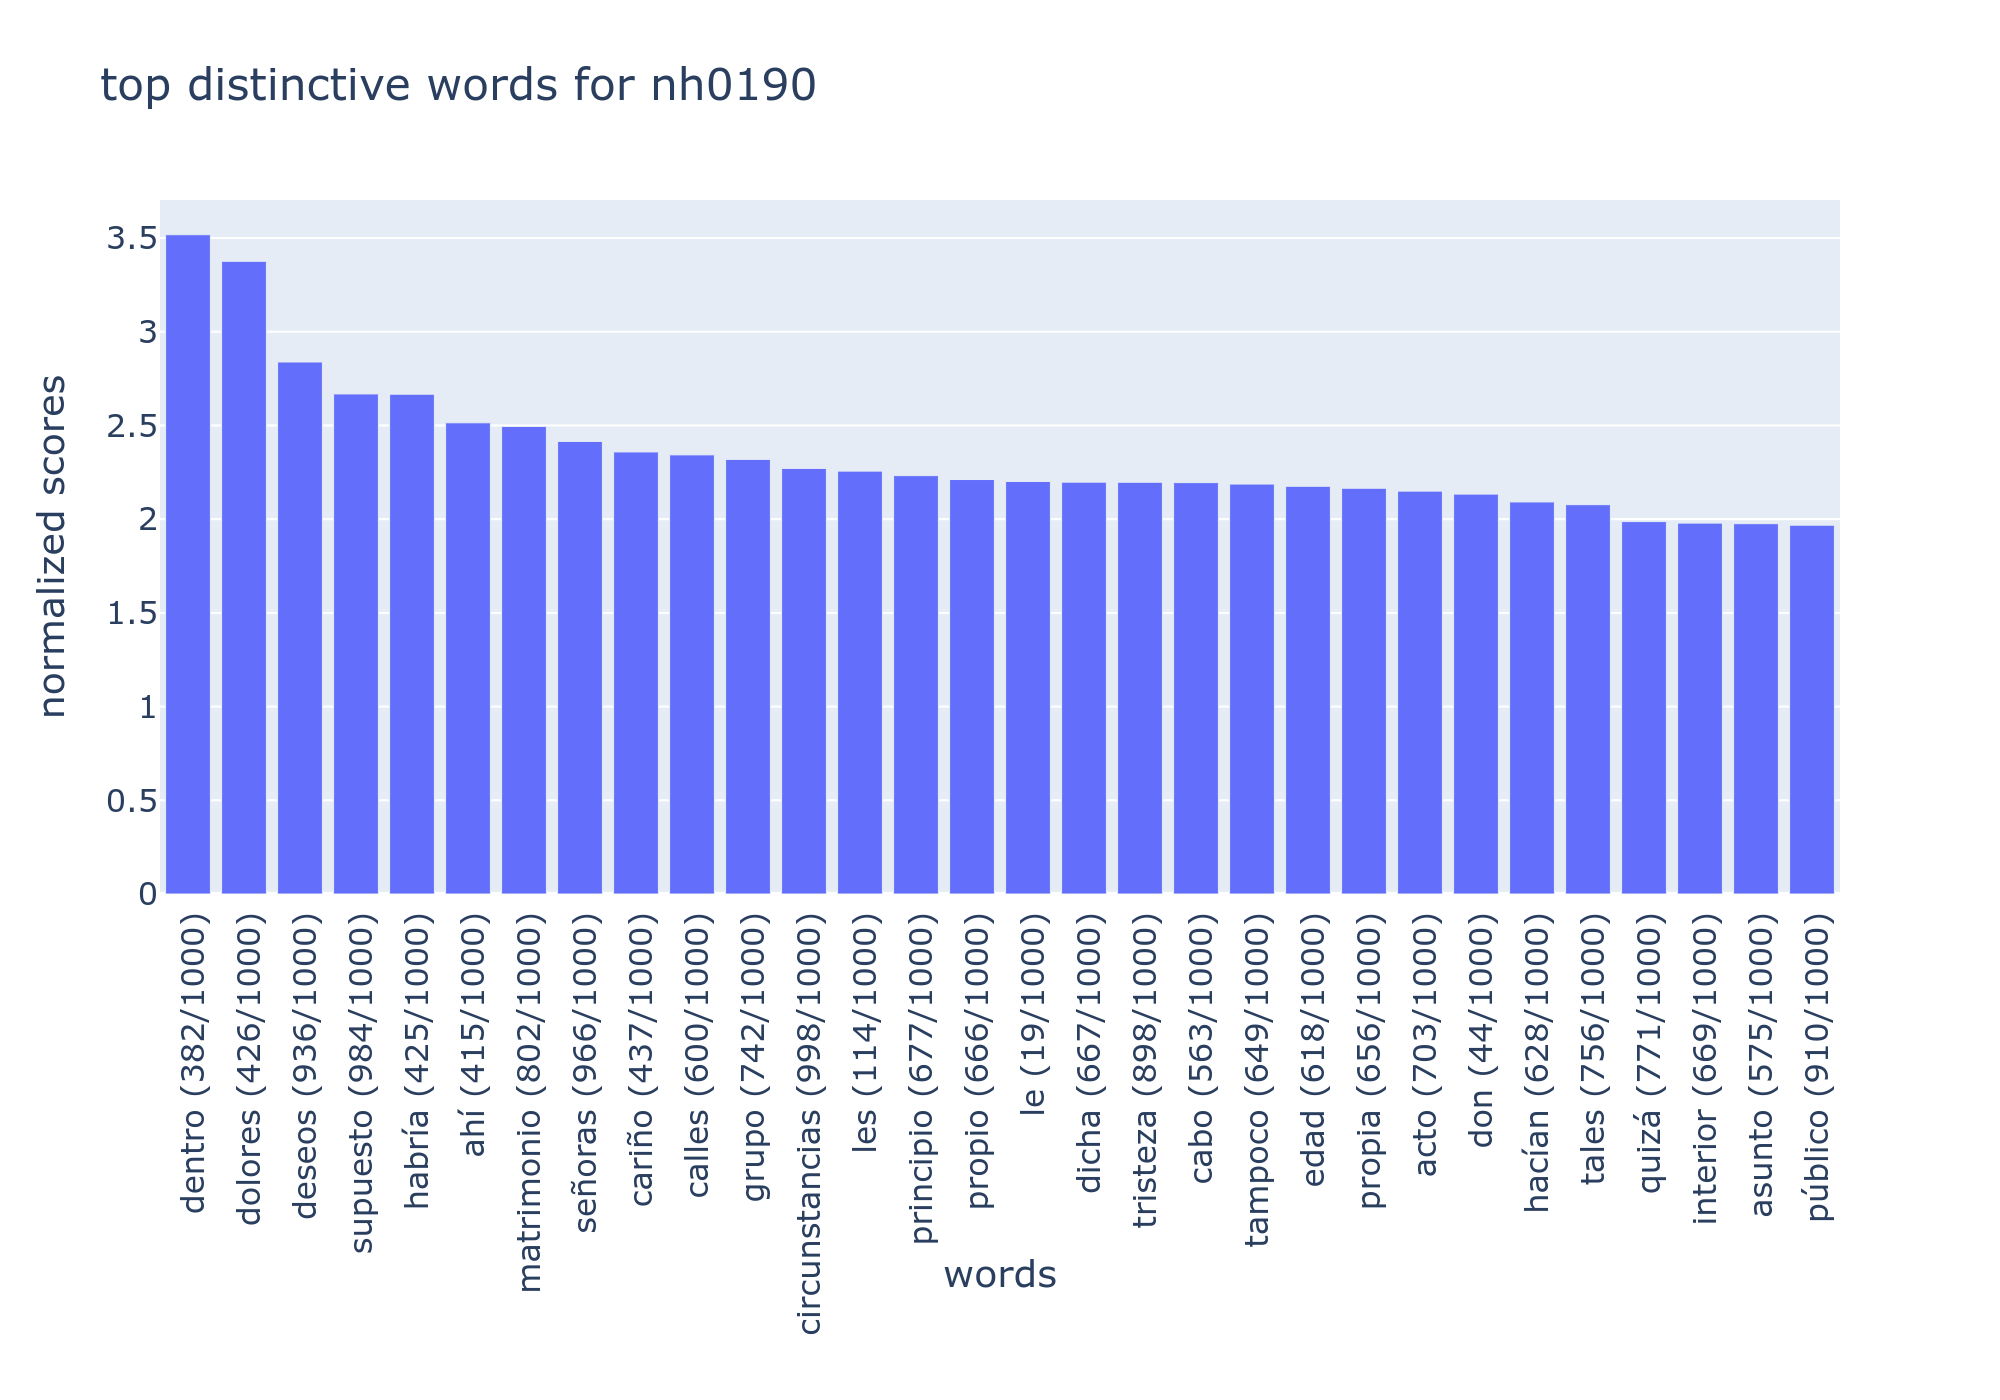 top distinctive words for nh0190
normalized scores
3.5
3
2.5
2
1.5
1
0.5
0
dentro (382/1000)
dolores (426/1000)
deseos (936/1000)
supuesto (984/1000)
habría (425/1000)
ahí (415/1000)
matrimonio (802/1000)
señoras (966/1000)
cariño (437/1000)
calles (600/1000)
grupo (742/1000)
circunstancias (998/1000)
les (114/1000)
principio (677/1000)
propio (666/1000)
le (19/1000)
dicha (667/1000)
tristeza (898/1000)
cabo (563/1000)
tampoco (649/1000)
edad (618/1000)
propia (656/1000)
acto (703/1000)
don (44/1000)
hacían (628/1000)
tales (756/1000)
quizá (771/1000)
interior (669/1000)
asunto (575/1000)
público (910/1000)
words